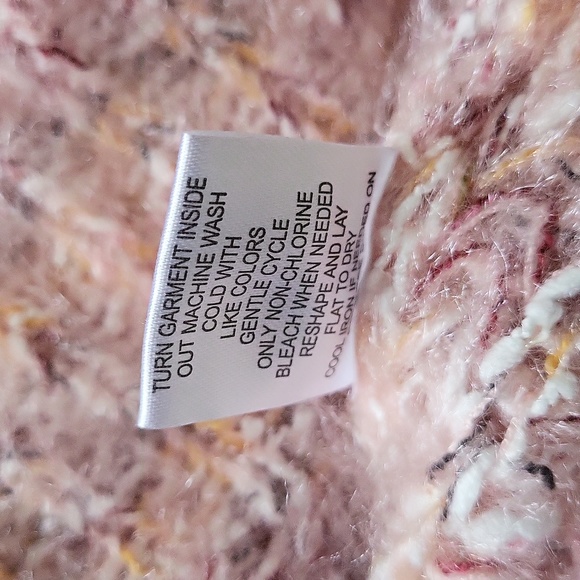 TURN GARMENT INSIDE
OUT MACHINE WASH
COLD WITH
LIKE COLORS
GENTLE CYCLE
ONLY NON-CHLORINE
BLEACH WHEN NEEDED
RESHAPE AND LAY
FLAT TO DRY
COOL IRON IF NEEDED ON